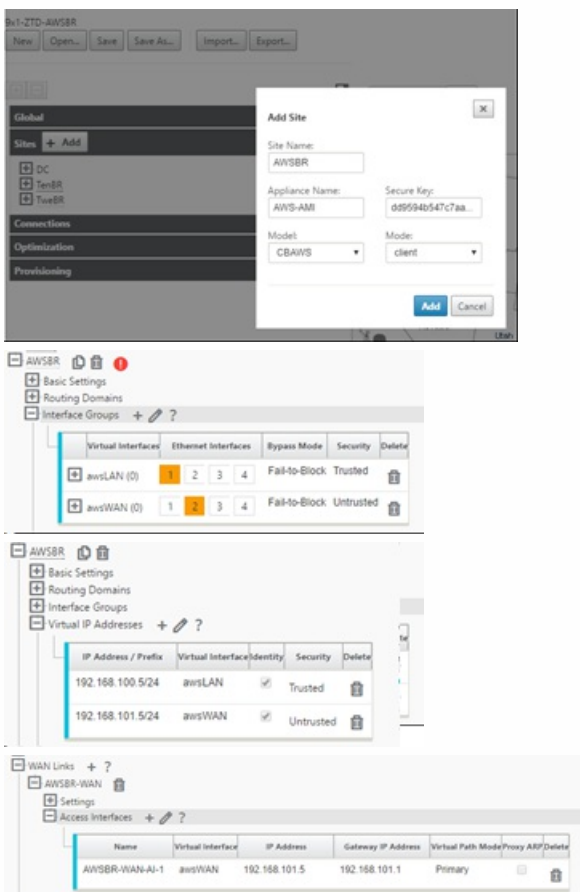 9x1-ZTD-AWSBR
New Open... Save Save As... Import... Export...
Global
Sites + Add
DC
TenBR
TweBR
Connections
Optimization
Provisioning
Add Site
Site Name:
AWSBR
Appliance Name: Secure Key:
AWS-AMI dd9594b547c7aa...
Model: Mode:
CBAWS client
Add Cancel
Utah
AWSBR
Basic Settings
Routing Domains
Interface Groups + ?
Virtual Interfaces Ethernet Interfaces Bypass Mode Security Delete
awsLAN (0) 1 2 3 4 Fail-to-Block Trusted
awsWAN (0) 1 2 3 4 Fail-to-Block Untrusted
AWSBR
Basic Settings
Routing Domains
Interface Groups
Virtual IP Addresses + ?
IP Address / Prefix Virtual Interface Identity Security Delete
192.168.100.5/24 awsLAN Trusted
192.168.101.5/24 awsWAN Untrusted
WAN Links + ?
AWSBR-WAN
Settings
Access Interfaces + ?
Name Virtual Interface IP Address Gateway IP Address Virtual Path Mode Proxy ARP Delete
AWSBR-WAN-AI-1 awsWAN 192.168.101.5 192.168.101.1 Primary